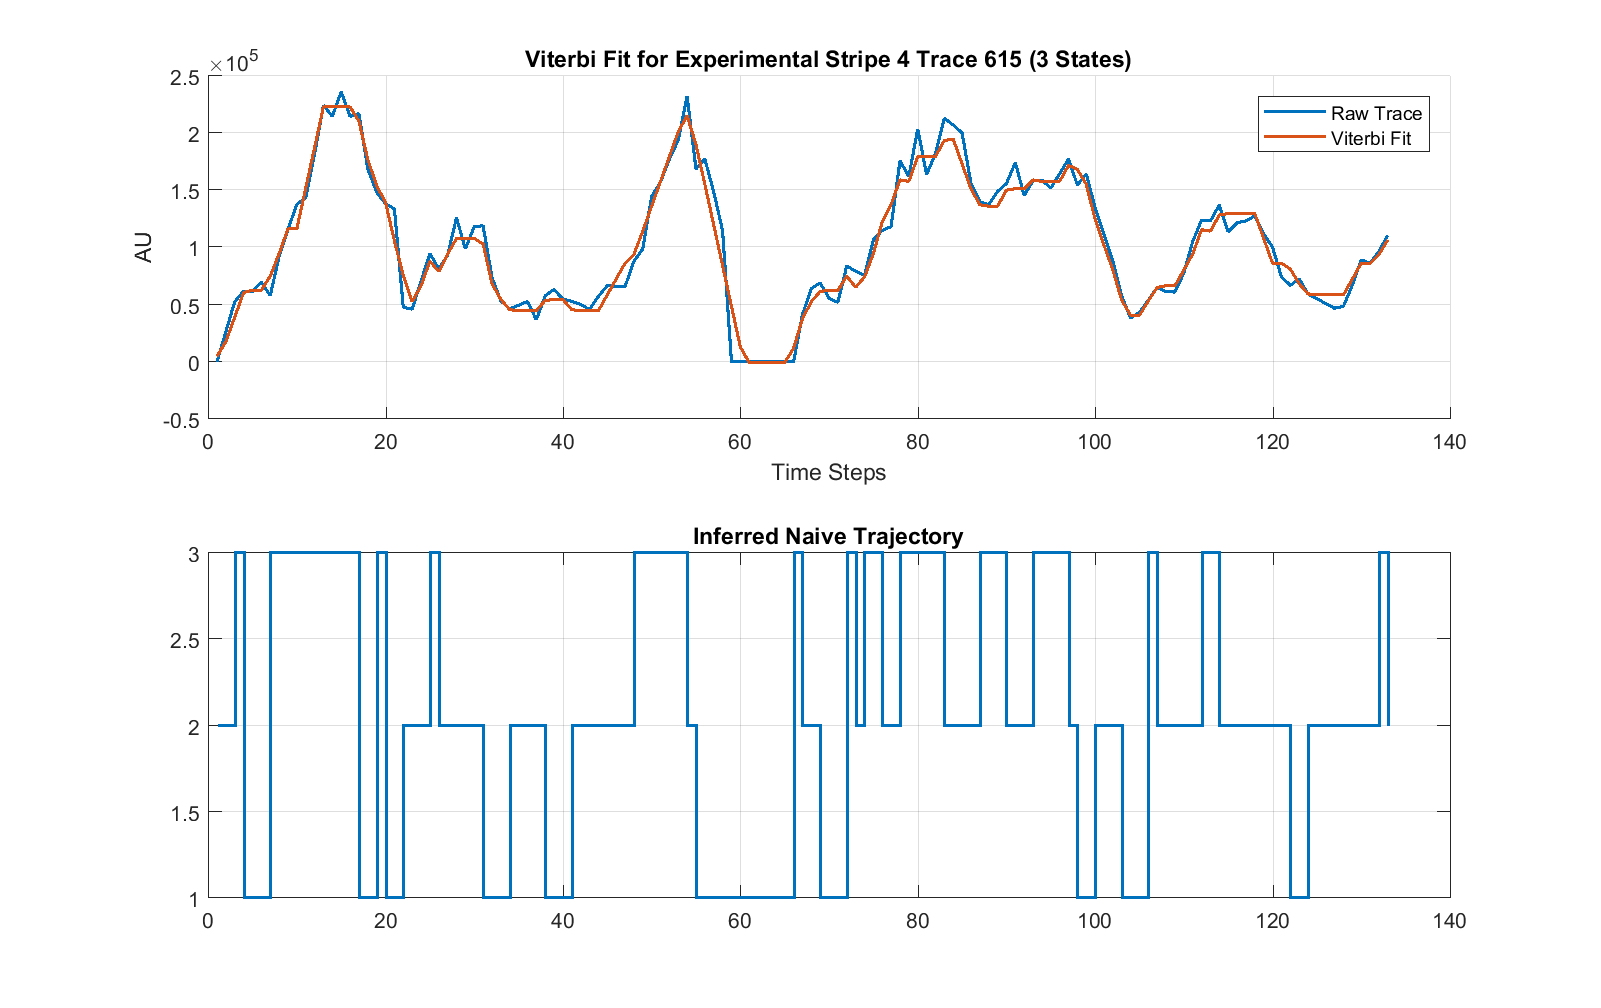 Viterbi Fit for Experimental Stripe 4 Trace 615 (3 States)
×10⁵
2.5
2
1.5
1
0.5
0
-0.5
AU
Raw Trace
Viterbi Fit
0 20 40 60 80 100 120 140
Time Steps
Inferred Naive Trajectory
3
2.5
2
1.5
1
0 20 40 60 80 100 120 140